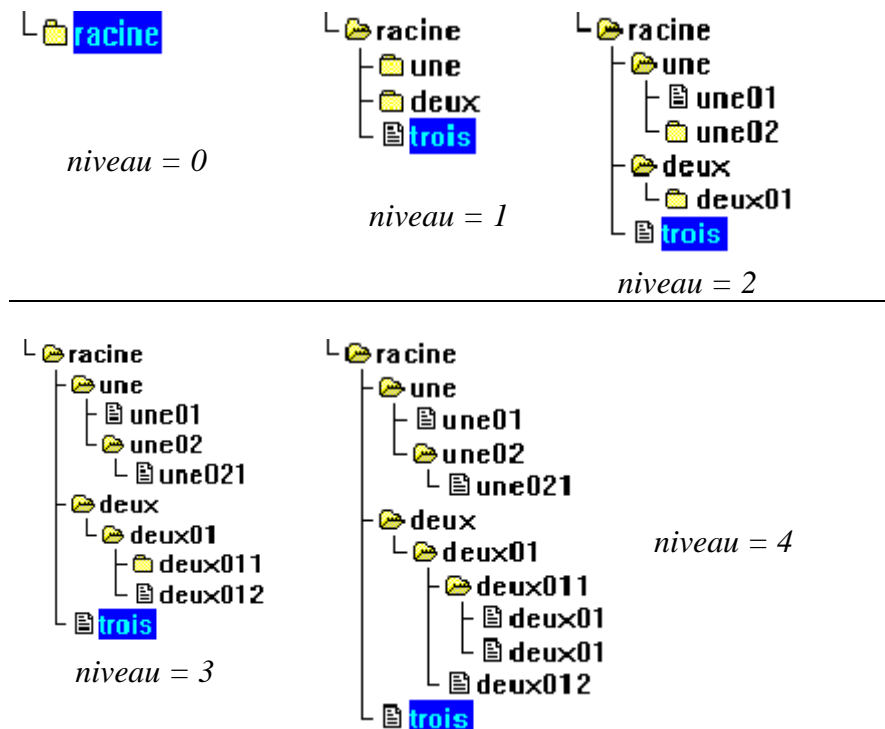 racine
niveau = 0
racine
une
deux
trois
niveau = 1
racine
une
une01
une02
deux
deux01
trois
niveau = 2
racine
une
une01
une02
une021
deux
deux01
deux011
deux012
trois
niveau = 3
racine
une
une01
une02
une021
deux
deux01
deux011
deux01
deux01
deux012
trois
niveau = 4